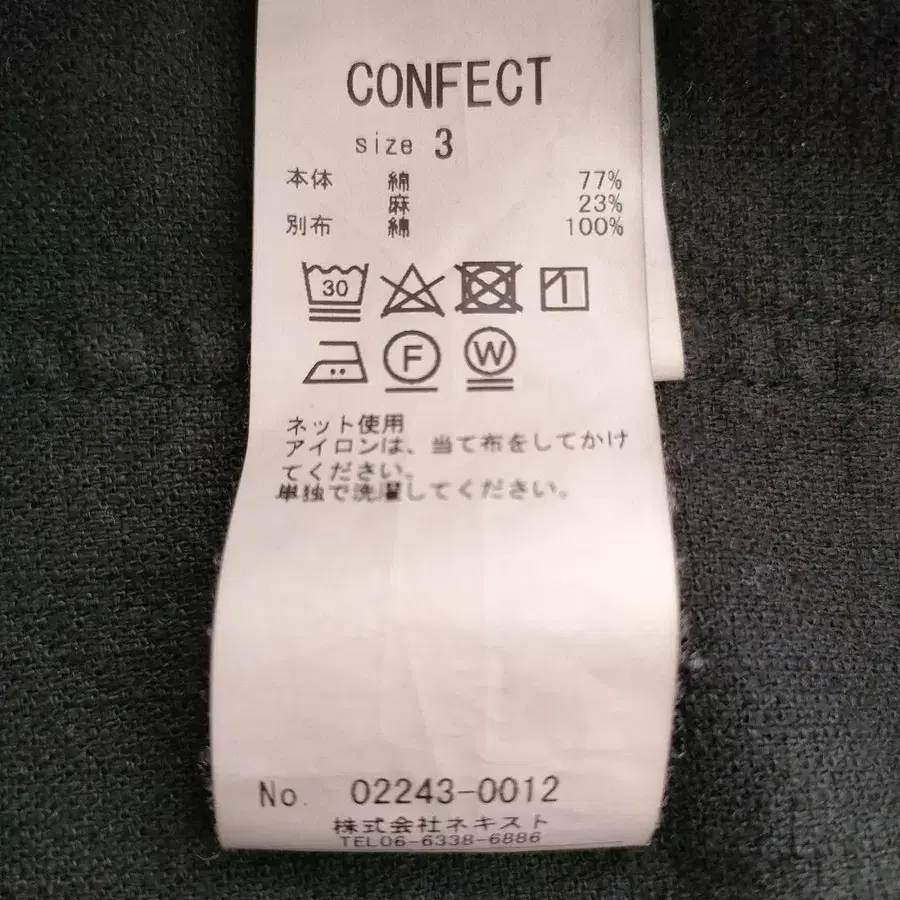 CONFECT
size 3
本体 綿 77%
麻 23%
別布 綿 100%
30
F W
ネット使用
アイロンは、当て布をしてかけ
てください。
単独で洗濯してください。
No. 02243-0012
株式会社ネキスト
TEL06-6338-6886